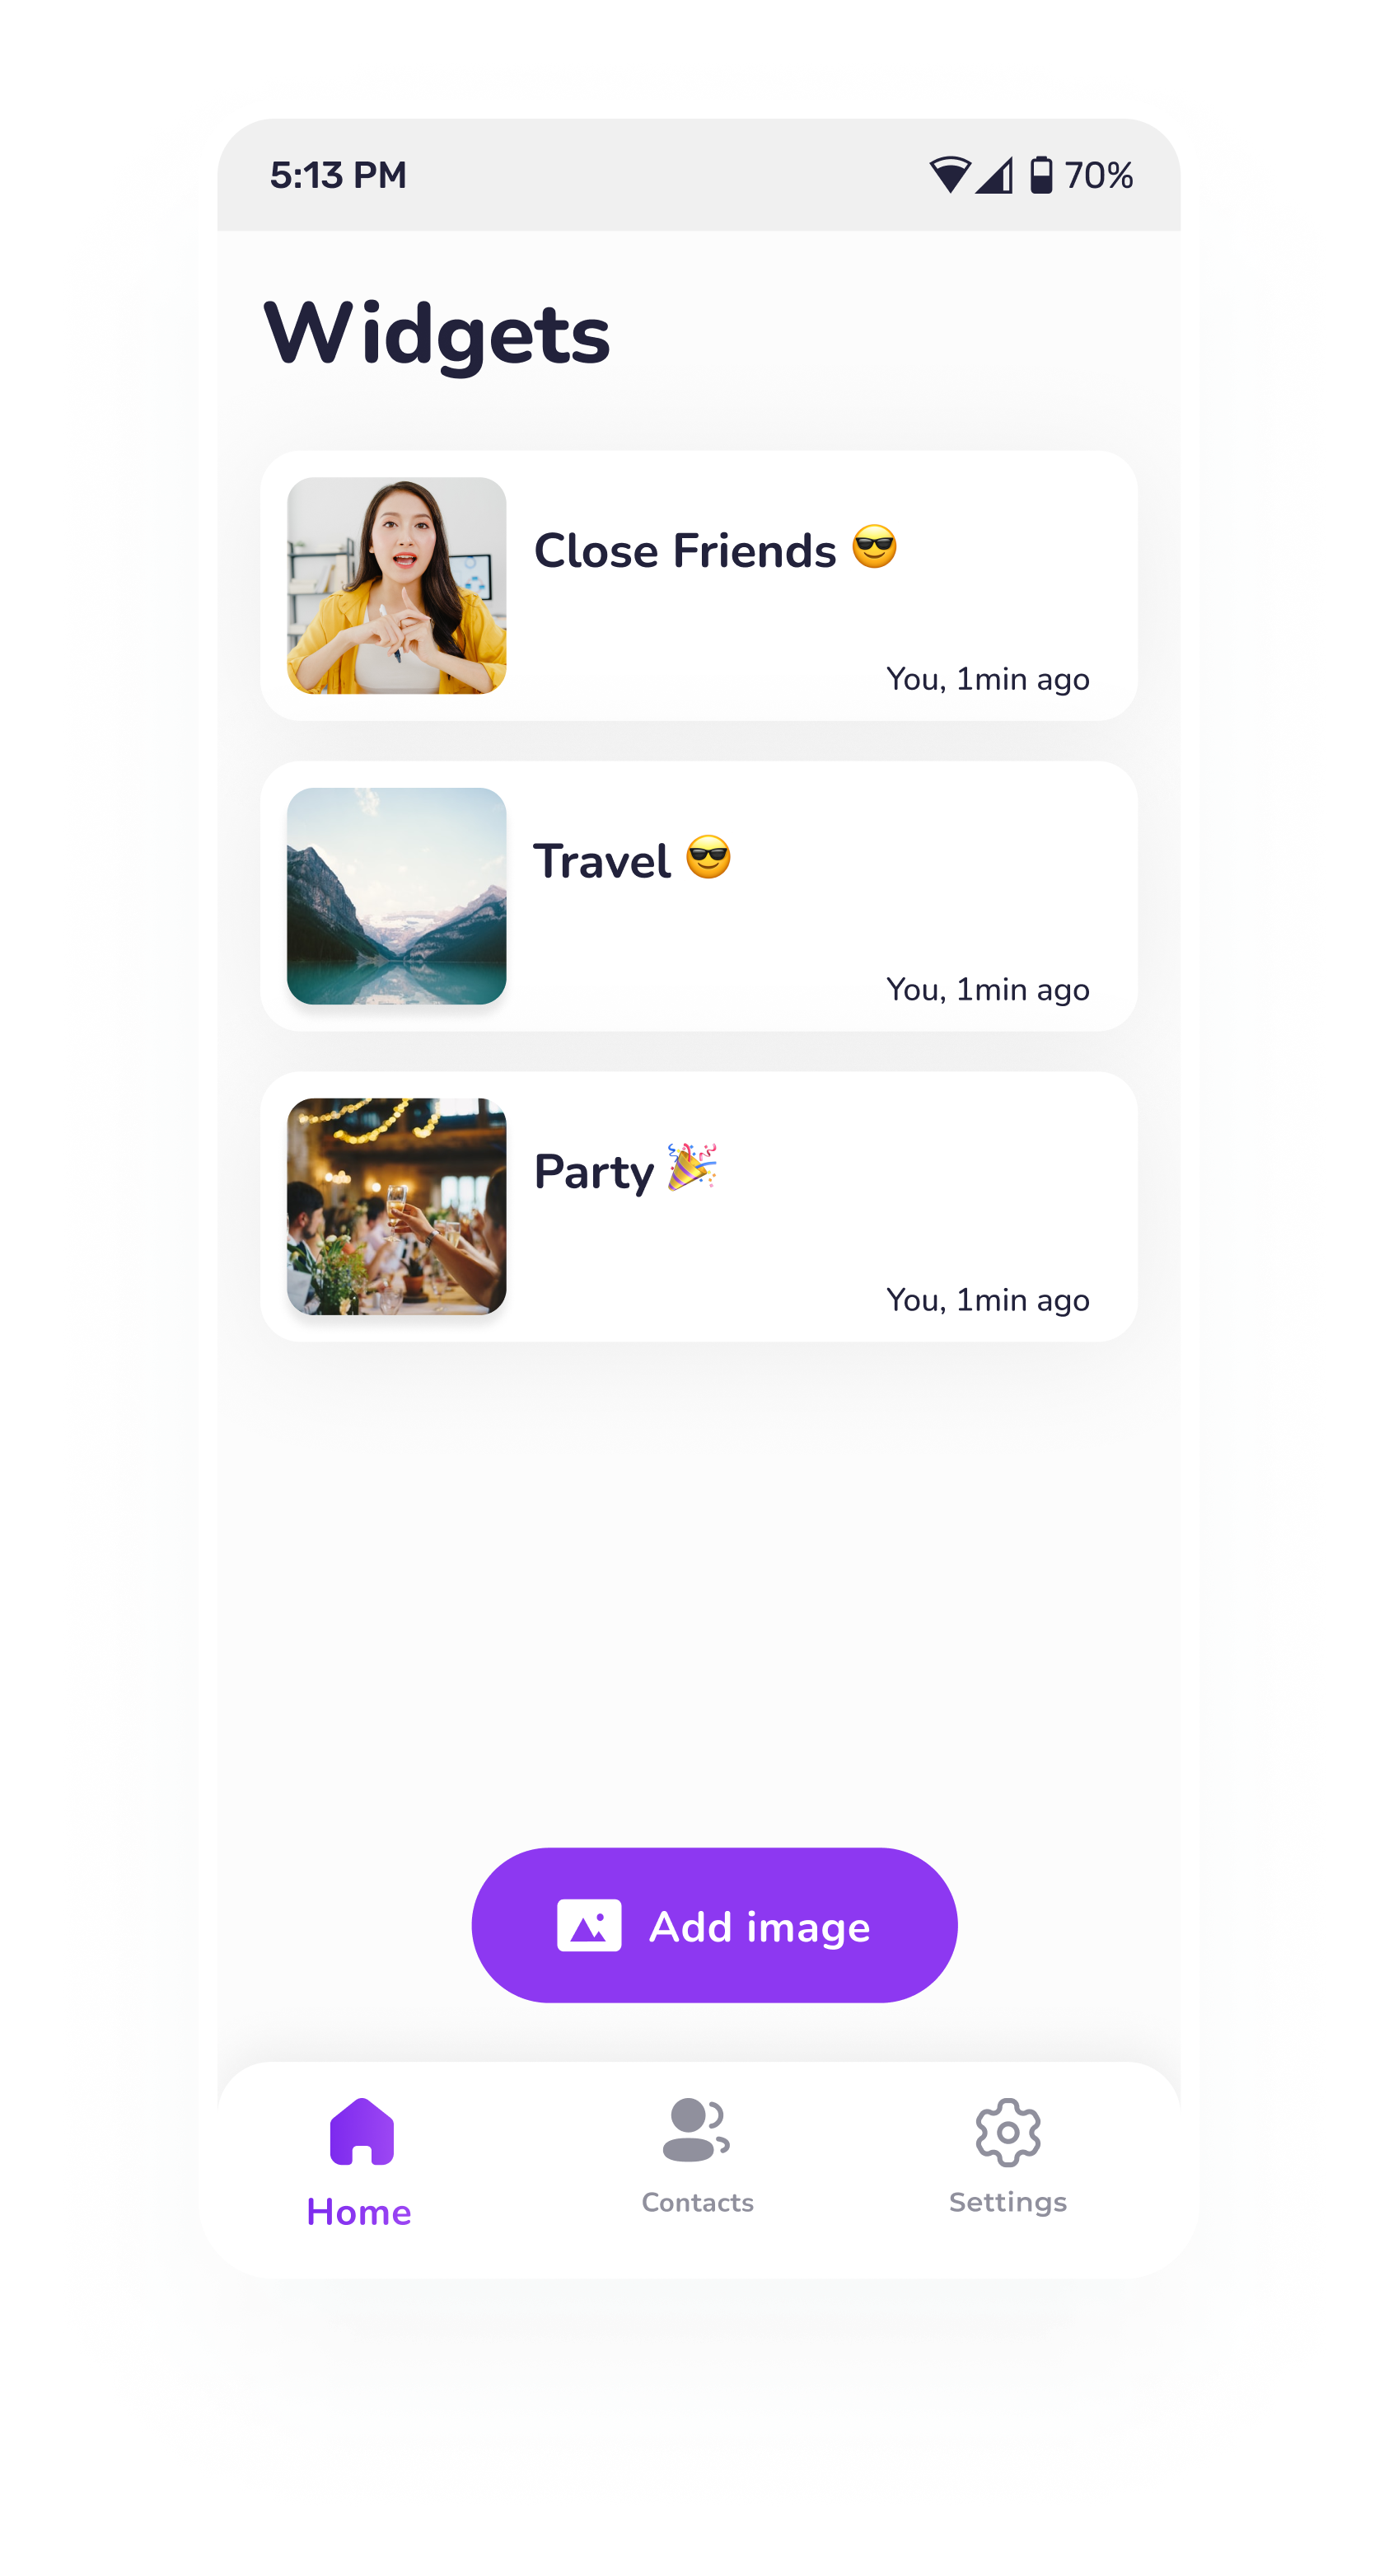 5:13 PM 70%
Widgets
Close Friends 😎
You, 1min ago
Travel 😎
You, 1min ago
Party 🎉
You, 1min ago
Add image
Home Contacts Settings